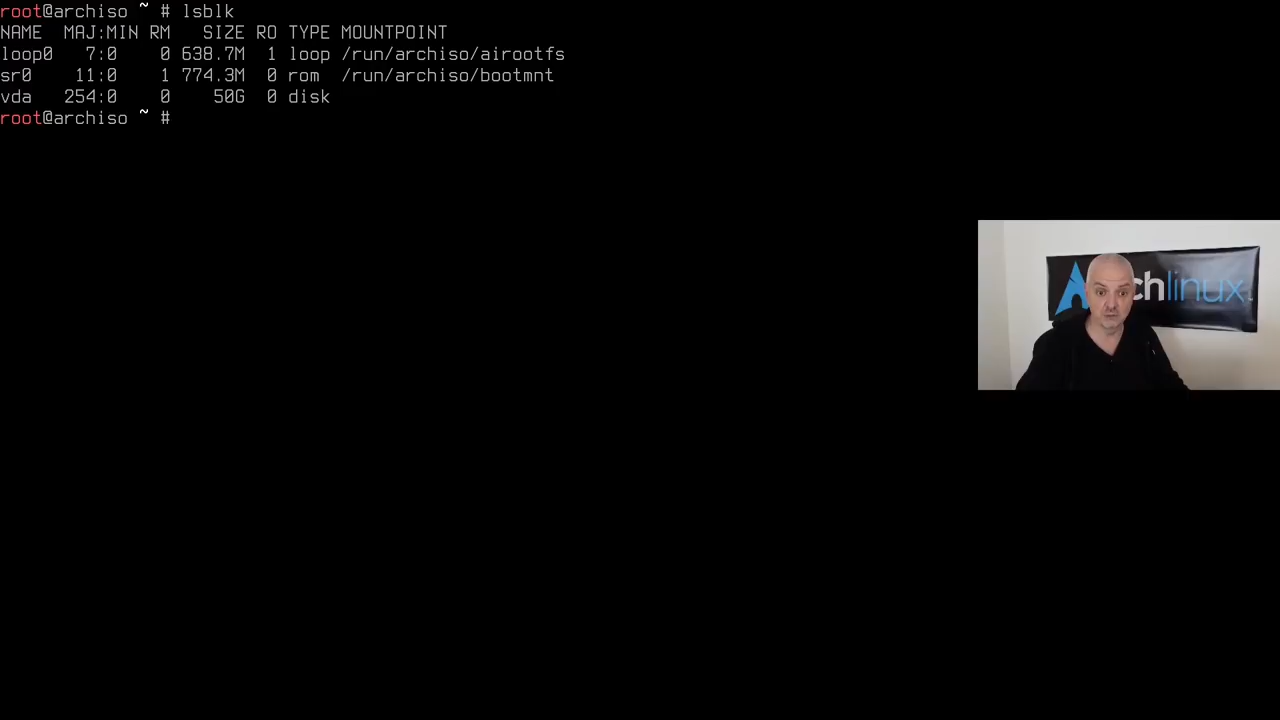 root@archiso ~ # lsblk
NAME  MAJ:MIN RM   SIZE RO TYPE MOUNTPOINT
loop0   7:0    0 638.7M  1 loop /run/archiso/airootfs
sr0    11:0    1 774.3M  0 rom  /run/archiso/bootmnt
vda   254:0    0    50G  0 disk
root@archiso ~ #
chlinux